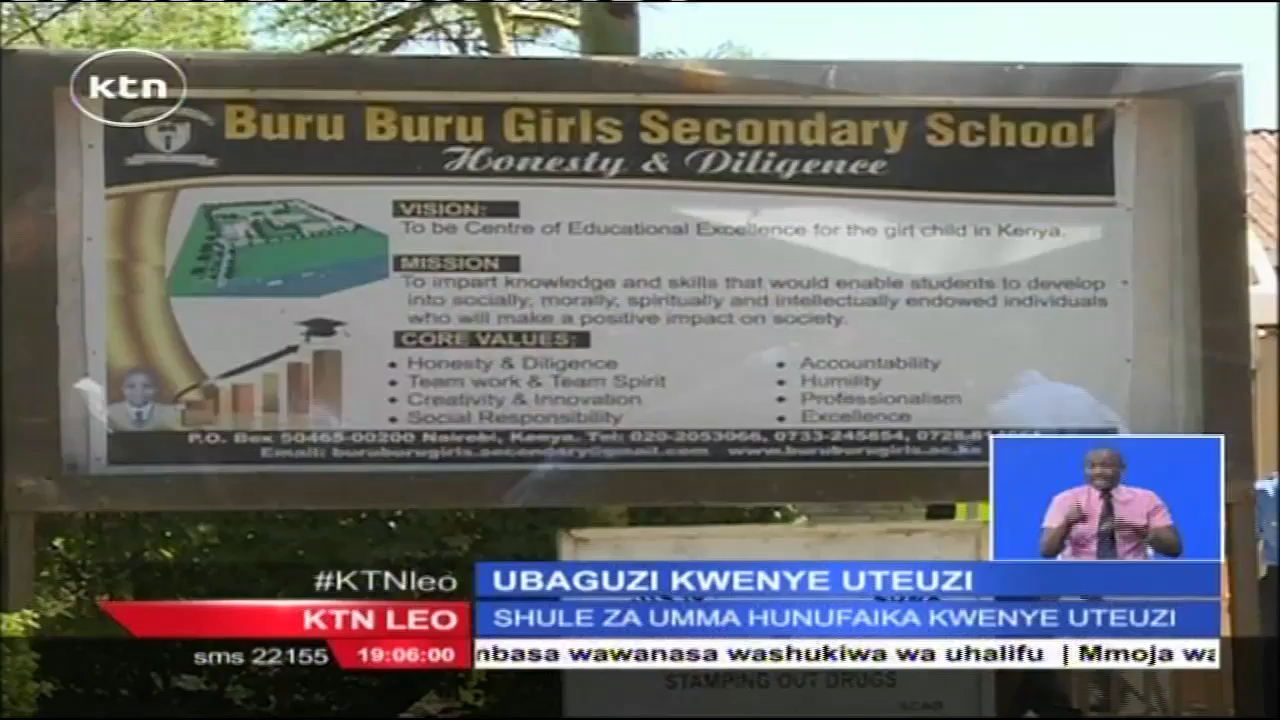 ktn
Buru Buru Girls Secondary School
Honesty & Diligence
VISION:
To be Centre of Educational Excellence for the girl child in Kenya.
MISSION
To impart knowledge and skills that would enable students to develop
into socially, morally, spiritually and intellectually endowed individuals
who will make a positive impact on society.
CORE VALUES:
• Honesty & Diligence
• Team work & Team Spirit
• Creativity & Innovation
• Social Responsibility
• Accountability
• Humility
• Professionalism
• Excellence
P.O. Box 50465-00200 Nairobi, Kenya. Tel: 020-2053066, 0733-245854,
Email: buruburugirls.secondary@gmail.com www.buruburugirls.ac.ke
#KTNleo UBAGUZI KWENYE UTEUZI
KTN LEO SHULE ZA UMMA HUNUFAIKA KWENYE UTEUZI
sms 22155 19:06:00 mbasa wawanasa washukiwa wa uhalifu | Mmoja wa
STAMPING OUT DRUGS